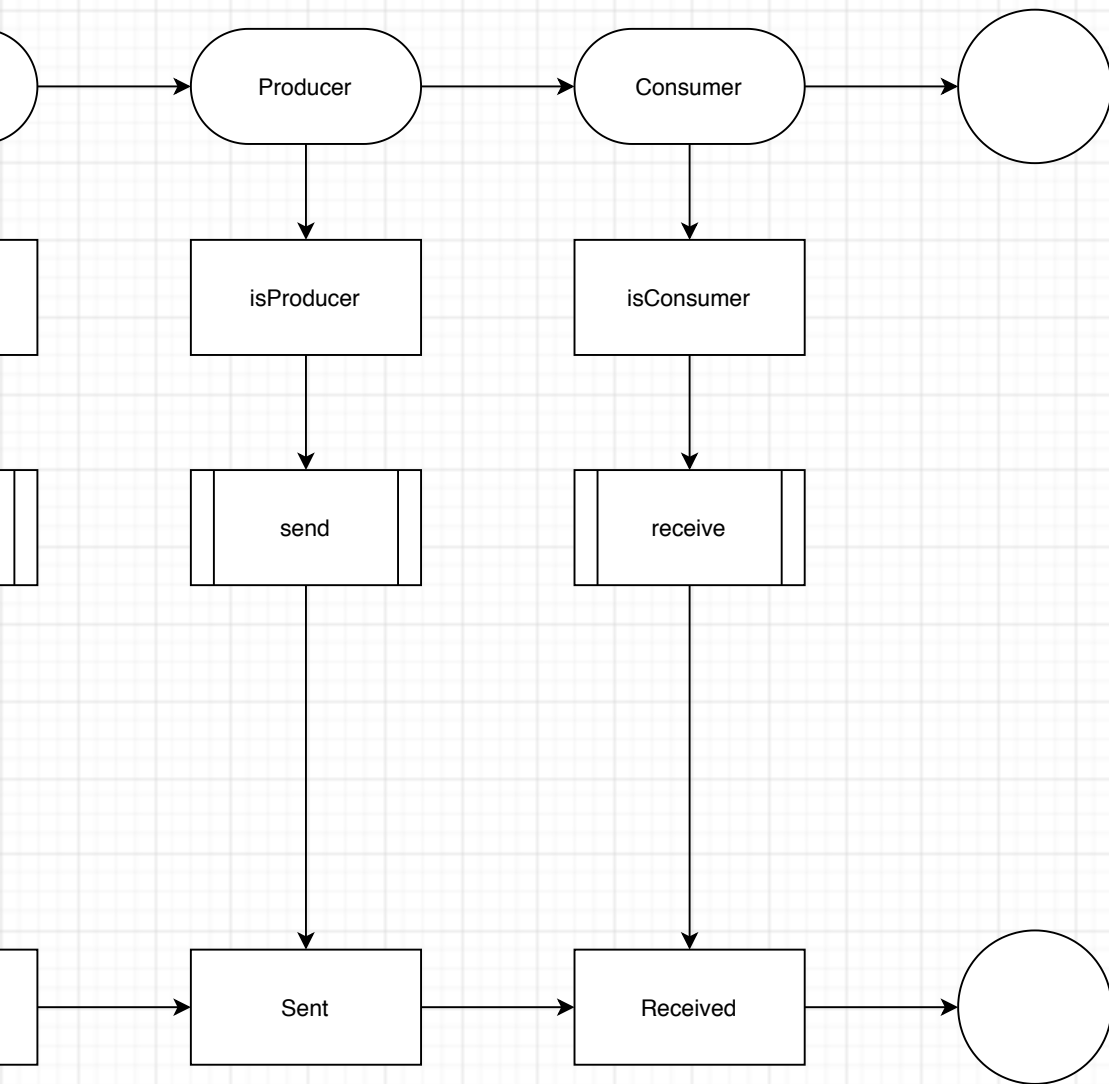 Producer
Consumer
isProducer
isConsumer
send
receive
Sent
Received